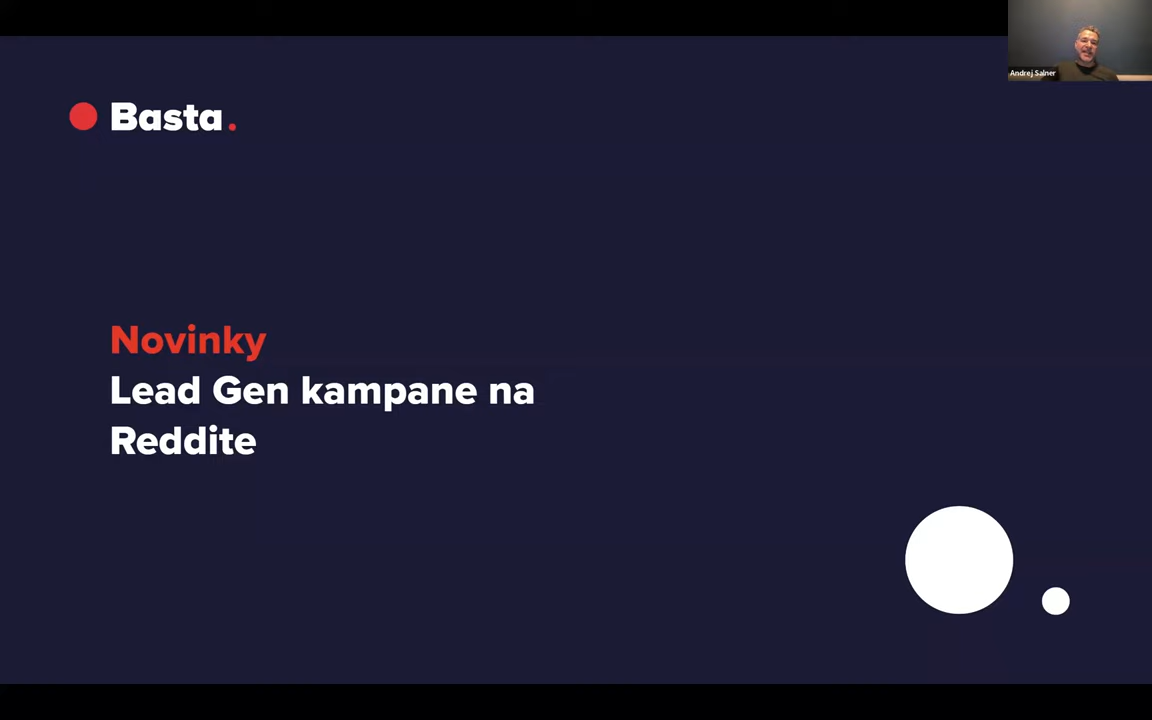 Andrej Salner
Basta.
Novinky
Lead Gen kampane na
Reddite